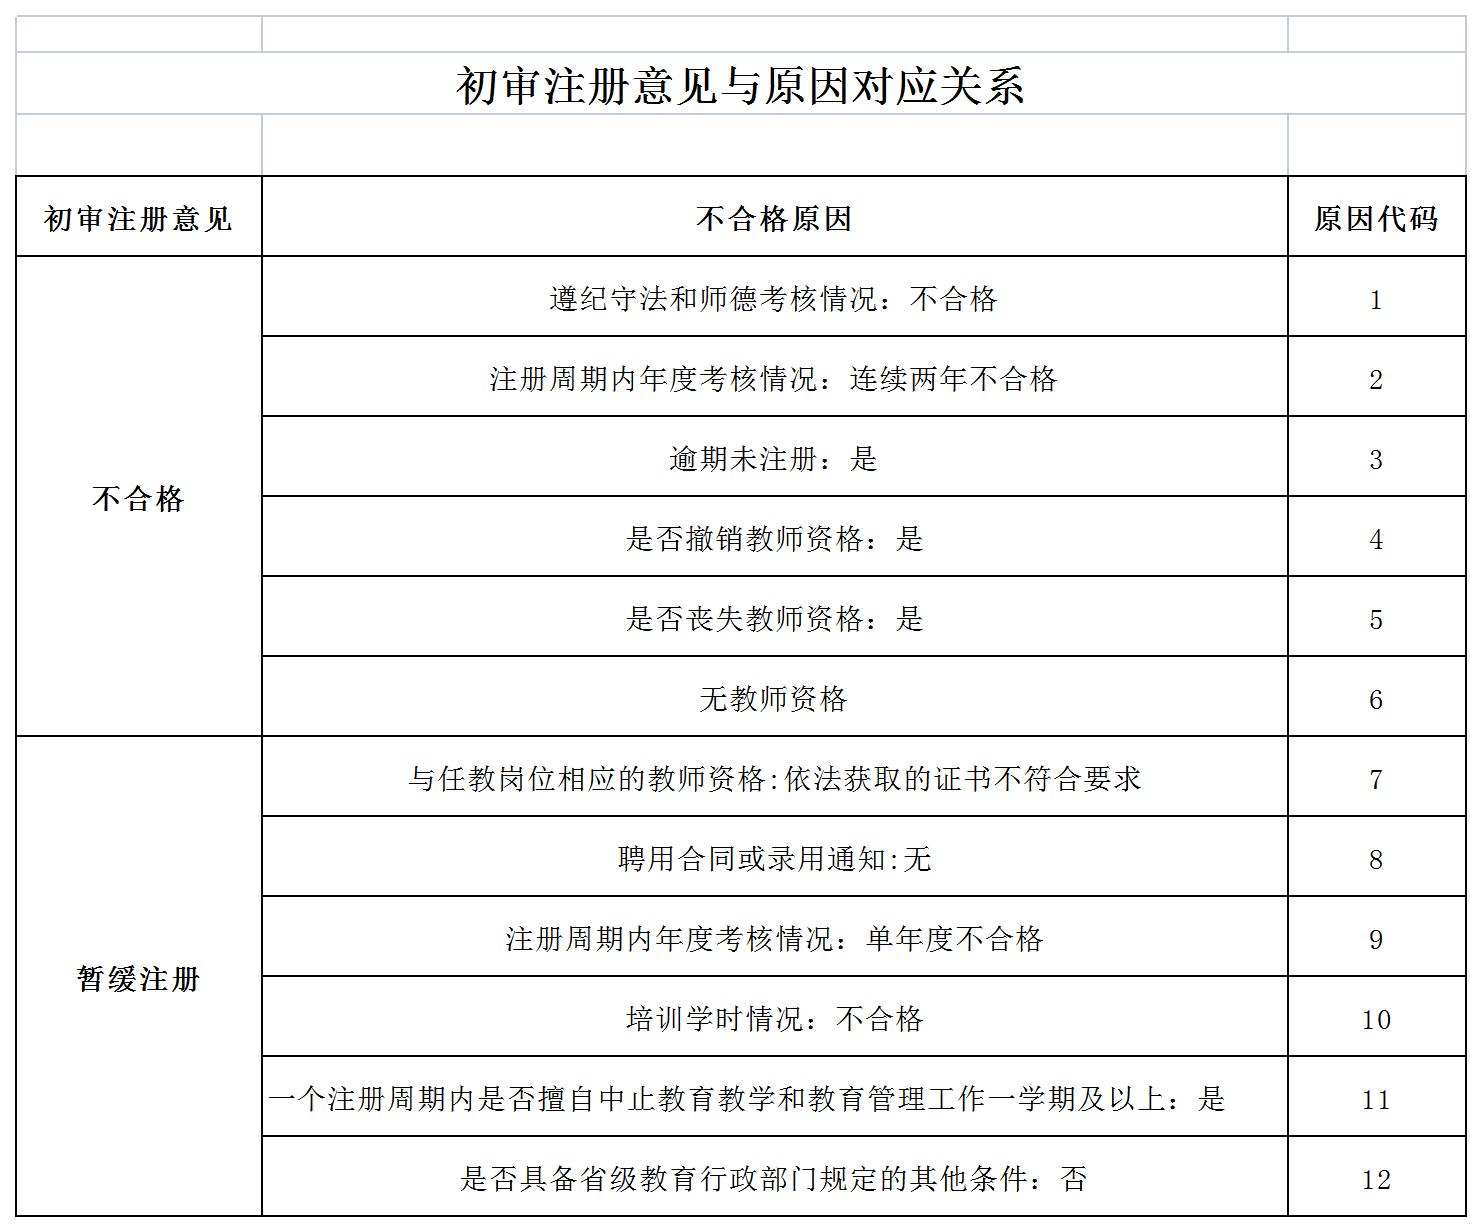 初审注册意见与原因对应关系
初审注册意见 不合格原因 原因代码
不合格
遵纪守法和师德考核情况：不合格 1
注册周期内年度考核情况：连续两年不合格 2
逾期未注册：是 3
是否撤销教师资格：是 4
是否丧失教师资格：是 5
无教师资格 6
暂缓注册
与任教岗位相应的教师资格:依法获取的证书不符合要求 7
聘用合同或录用通知:无 8
注册周期内年度考核情况：单年度不合格 9
培训学时情况：不合格 10
一个注册周期内是否擅自中止教育教学和教育管理工作一学期及以上：是 11
是否具备省级教育行政部门规定的其他条件：否 12